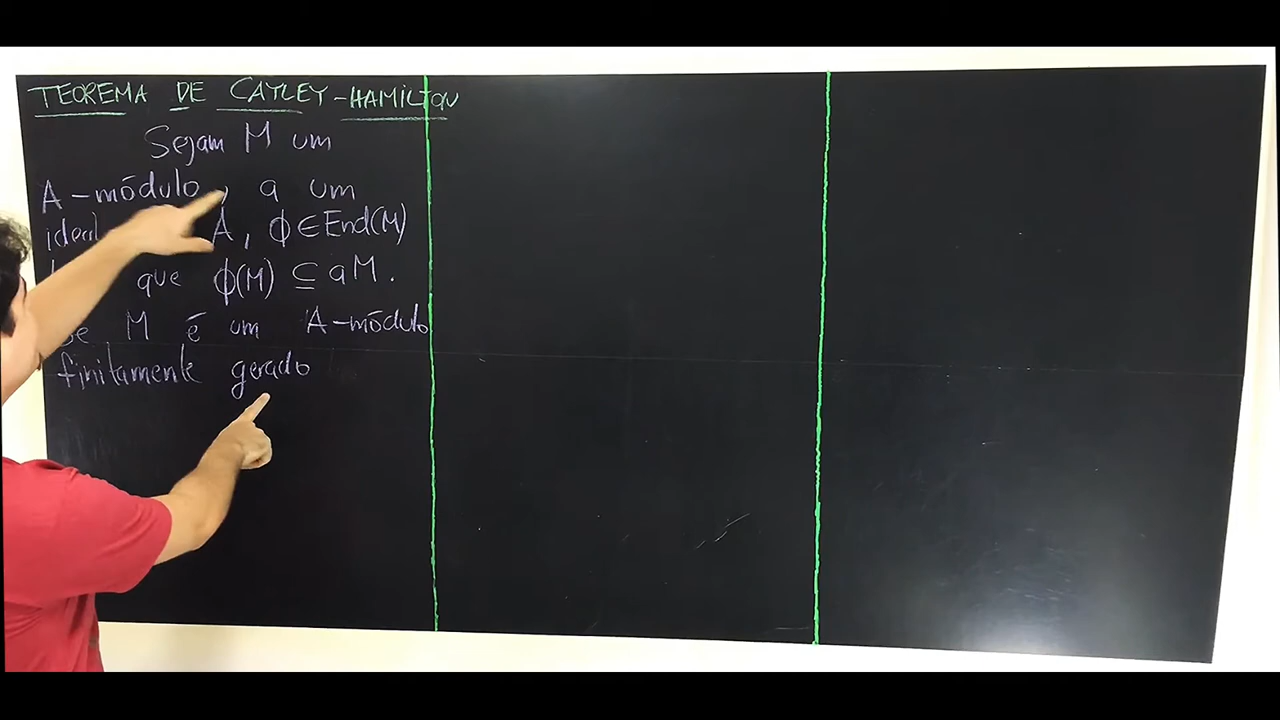 TEOREMA DE CAYLEY-HAMILTON
Sejam M um
A-módulo, a um
ideal A, ϕ∈End(M)
que ϕ(M) ⊆ aM.
Se M é um A-módulo
finitamente gerado